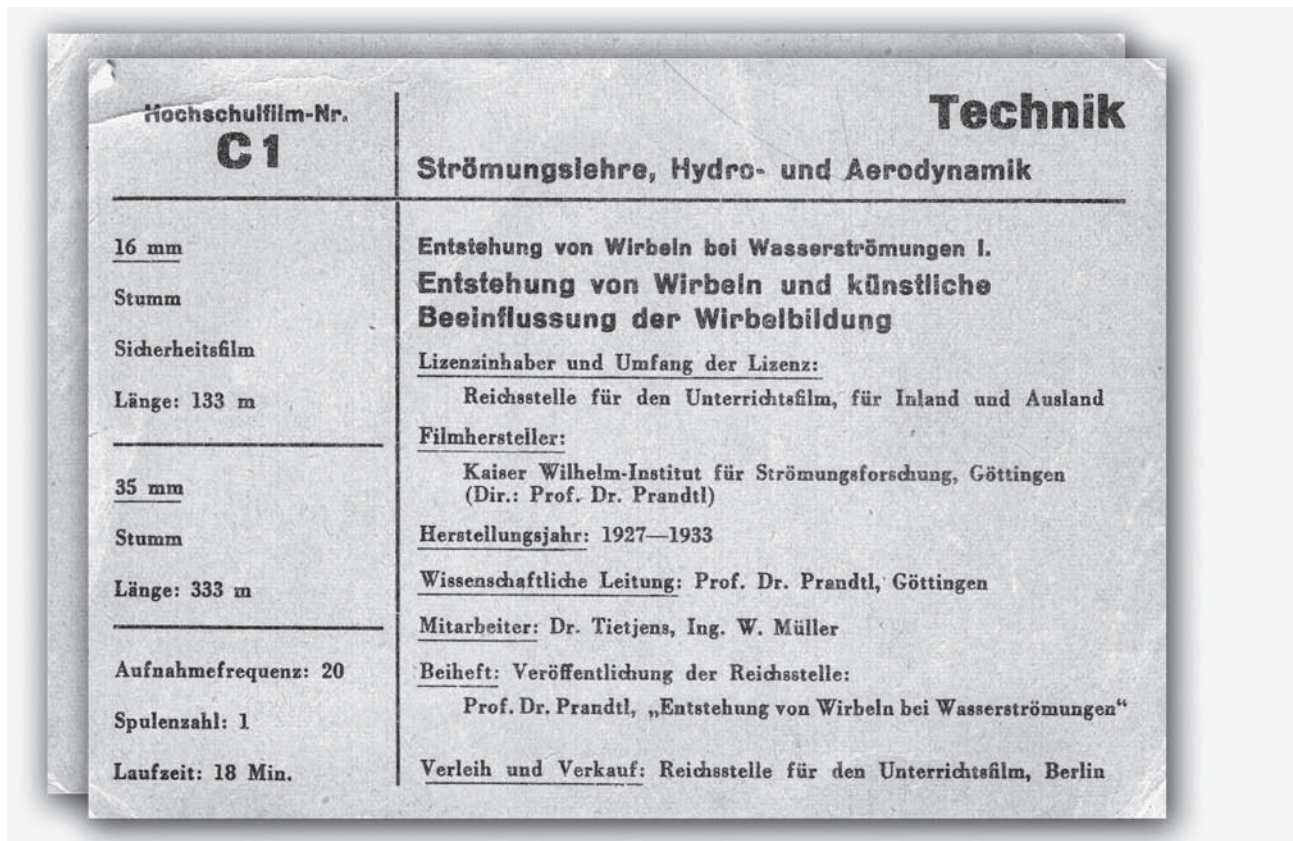 Hochschulfilm-Nr.
C 1
Technik
Strömungslehre, Hydro- und Aerodynamik
16 mm
Stumm
Sicherheitsfilm
Länge: 133 m
35 mm
Stumm
Länge: 333 m
Aufnahmefrequenz: 20
Spulenzahl: 1
Laufzeit: 18 Min.
Entstehung von Wirbeln bei Wasserströmungen I.
Entstehung von Wirbeln und künstliche
Beeinflussung der Wirbelbildung
Lizenzinhaber und Umfang der Lizenz:
Reichsstelle für den Unterrichtsfilm, für Inland und Ausland
Filmhersteller:
Kaiser Wilhelm-Institut für Strömungsforschung, Göttingen
(Dir.: Prof. Dr. Prandtl)
Herstellungsjahr: 1927—1933
Wissenschaftliche Leitung: Prof. Dr. Prandtl, Göttingen
Mitarbeiter: Dr. Tietjens, Ing. W. Müller
Beiheft: Veröffentlichung der Reichsstelle:
Prof. Dr. Prandtl, „Entstehung von Wirbeln bei Wasserströmungen“
Verleih und Verkauf: Reichsstelle für den Unterrichtsfilm, Berlin